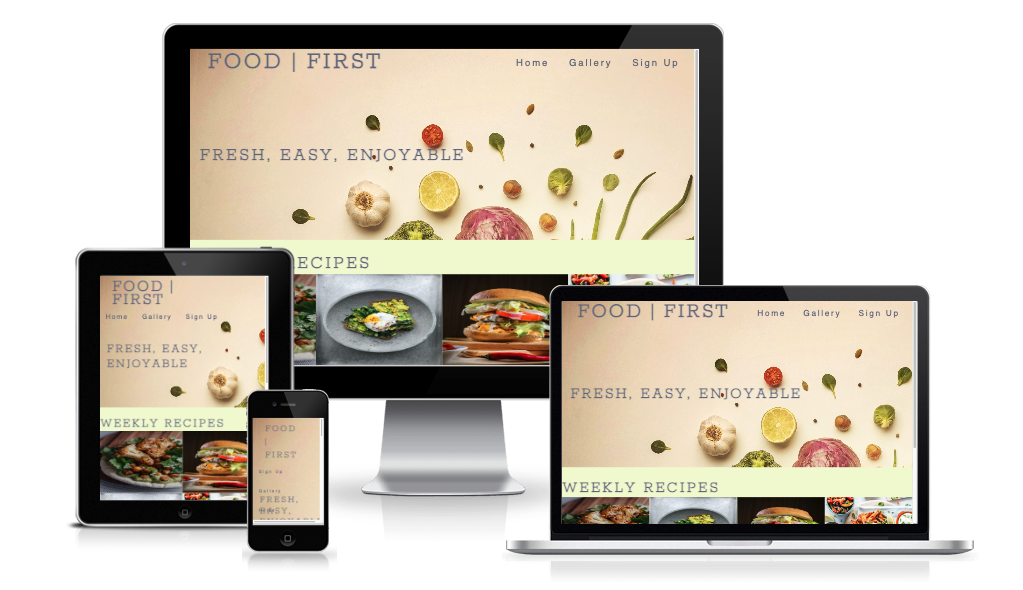 FOOD | FIRST
Home Gallery Sign Up
FRESH, EASY, ENJOYABLE
ECIPES
FOOD |
FIRST
Home Gallery Sign Up
FRESH, EASY,
ENJOYABLE
WEEKLY RECIPES
FOOD
|
FIRST
Sign Up
Gallery
FRESH,
EASY,
ENJOYABLE
FOOD | FIRST
Home Gallery Sign Up
FRESH, EASY, ENJOYABLE
WEEKLY RECIPES